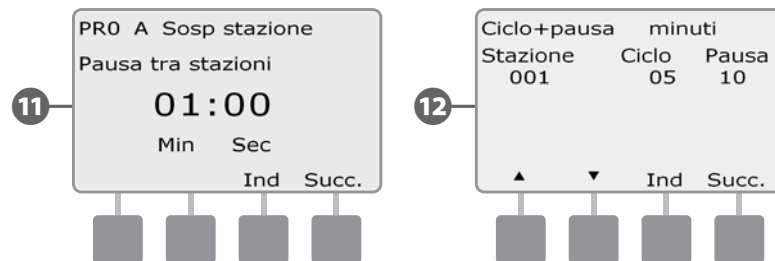 11
PR0 A Sosp stazione
Pausa tra stazioni
01:00
Min Sec
Ind Succ.
12
Ciclo+pausa minuti
Stazione Ciclo Pausa
001 05 10
▲ ▼ Ind Succ.